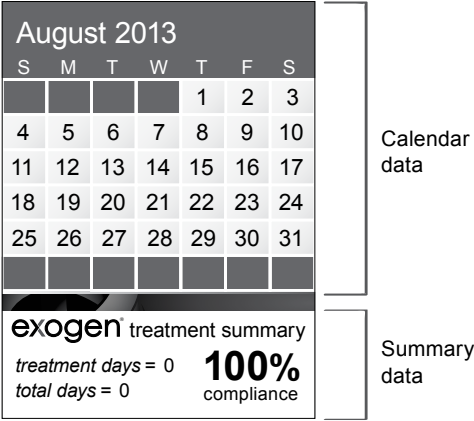 August 2013
S M T W T F S
1 2 3
4 5 6 7 8 9 10
11 12 13 14 15 16 17
18 19 20 21 22 23 24
25 26 27 28 29 30 31
Calendar
data
exogen® treatment summary
treatment days = 0
total days = 0
100%
compliance
Summary
data